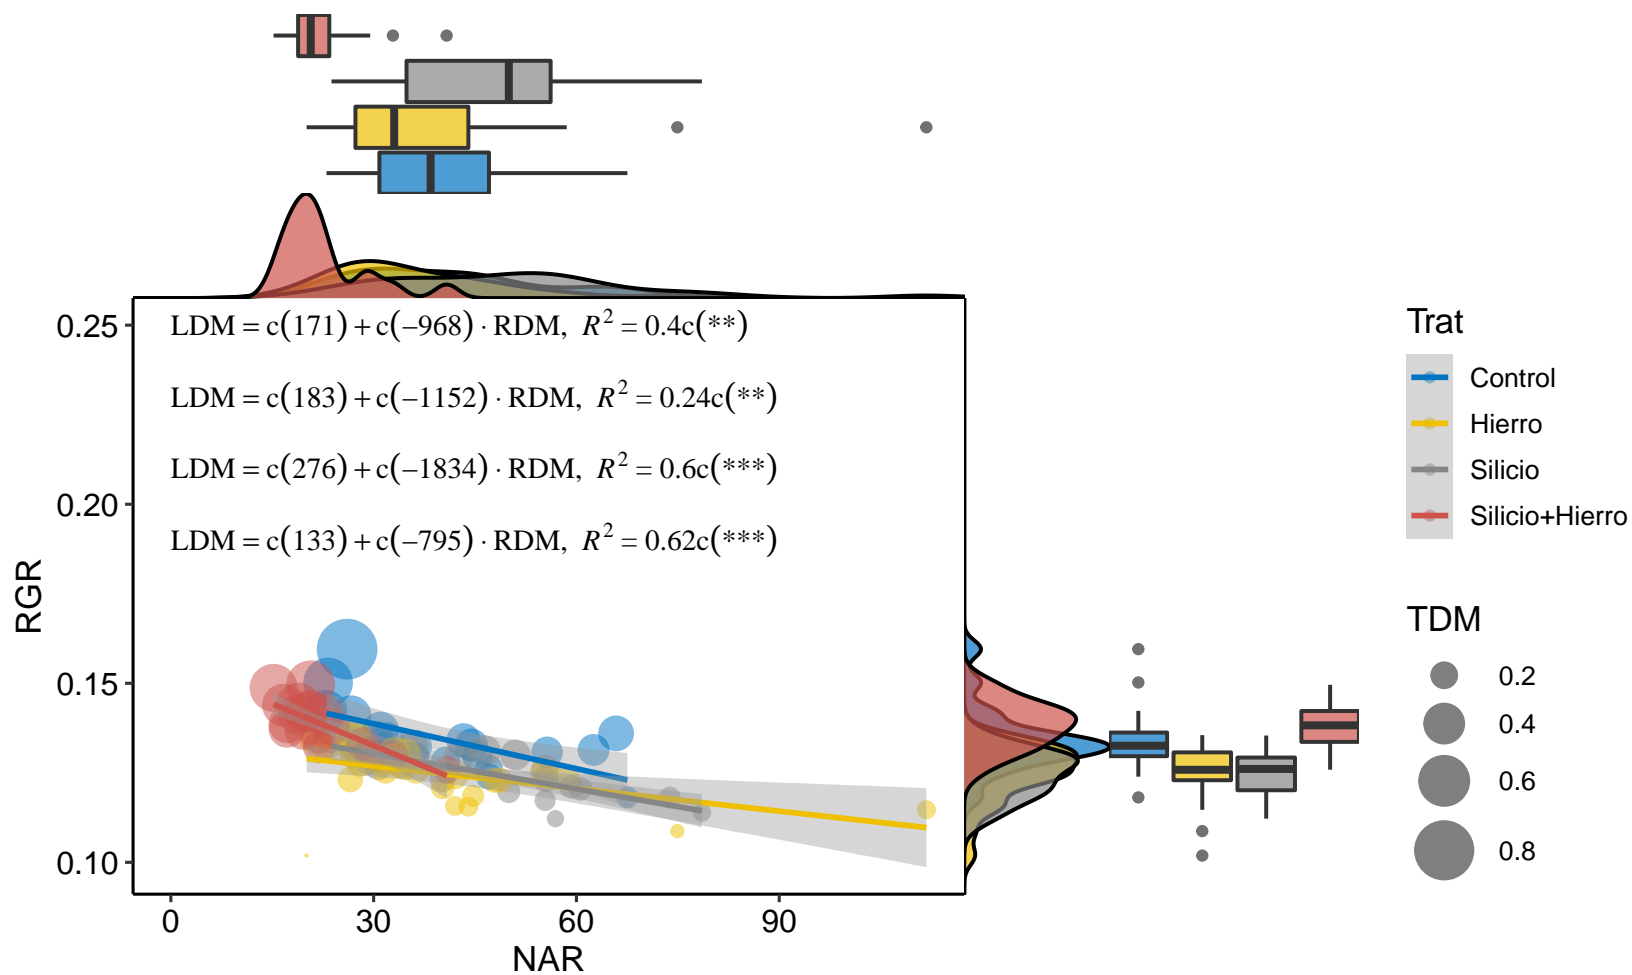 0.25
0.20
0.15
0.10
RGR
LDM = c(171) + c(−968) · RDM, R² = 0.4c(**)
LDM = c(183) + c(−1152) · RDM, R² = 0.24c(**)
LDM = c(276) + c(−1834) · RDM, R² = 0.6c(***)
LDM = c(133) + c(−795) · RDM, R² = 0.62c(***)
0 30 60 90
NAR
Trat
Control
Hierro
Silicio
Silicio+Hierro
TDM
0.2
0.4
0.6
0.8